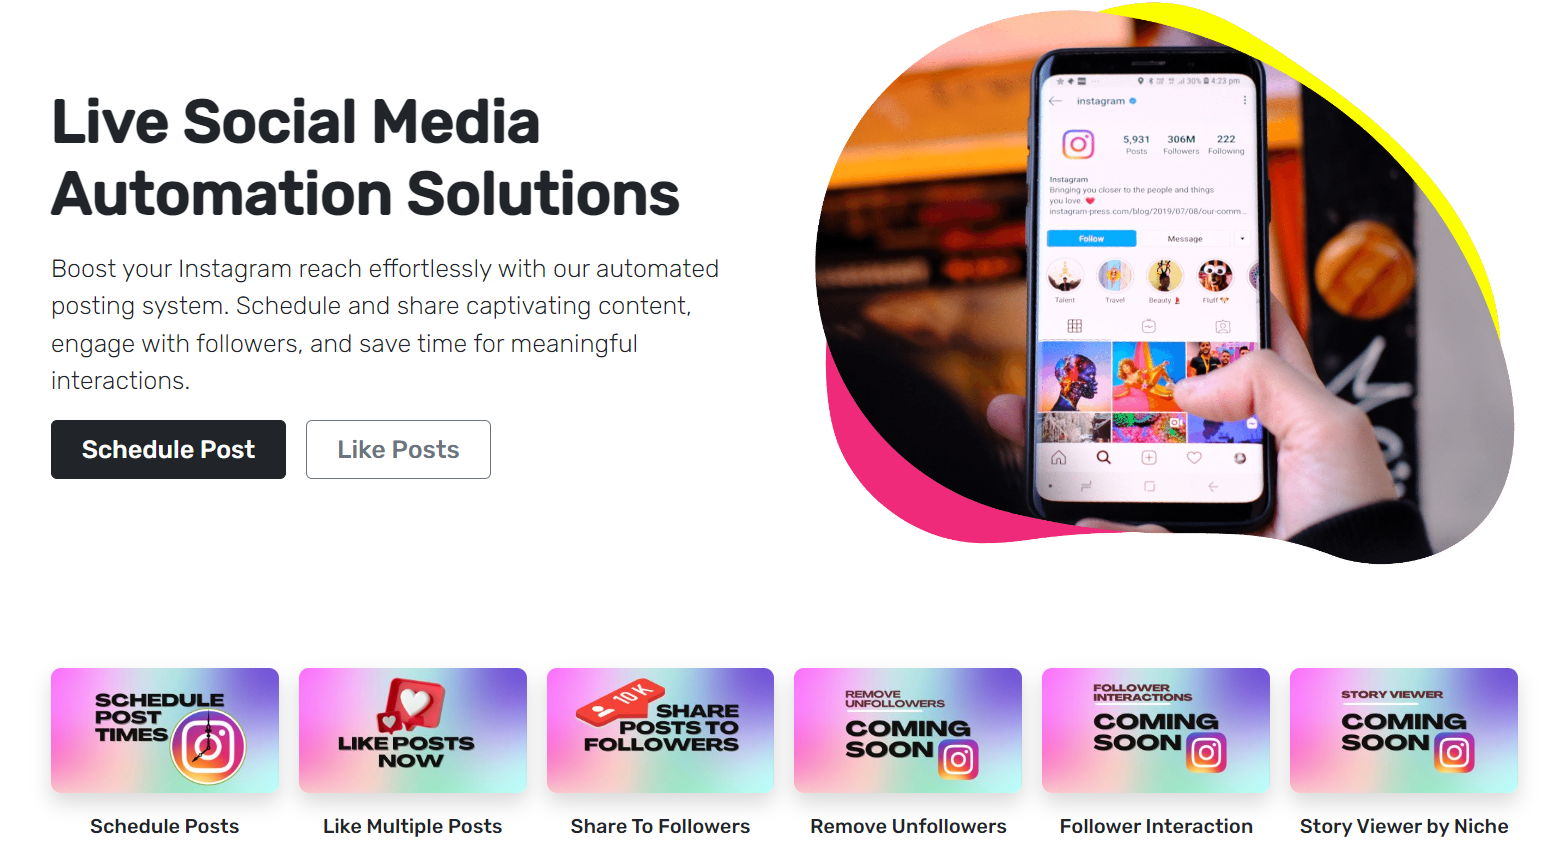 Live Social Media
Automation Solutions
Boost your Instagram reach effortlessly with our automated
posting system. Schedule and share captivating content,
engage with followers, and save time for meaningful
interactions.
Schedule Post
Like Posts
30% 4:23 pm
instagram
5,931 306M 222
Posts Followers Following
Instagram
Bringing you closer to the people and things
you love. ❤️
instagram-press.com/blog/2019/07/08/our-comm...
Follow Message
Talent Travel Beauty Fluff
SCHEDULE
POST
TIMES
Schedule Posts
LIKE POSTS
NOW
Like Multiple Posts
10 K
SHARE
POSTS TO
FOLLOWERS
Share To Followers
REMOVE
UNFOLLOWERS
COMING
SOON
Remove Unfollowers
FOLLOWER
INTERACTIONS
COMING
SOON
Follower Interaction
STORY VIEWER
COMING
SOON
Story Viewer by Niche